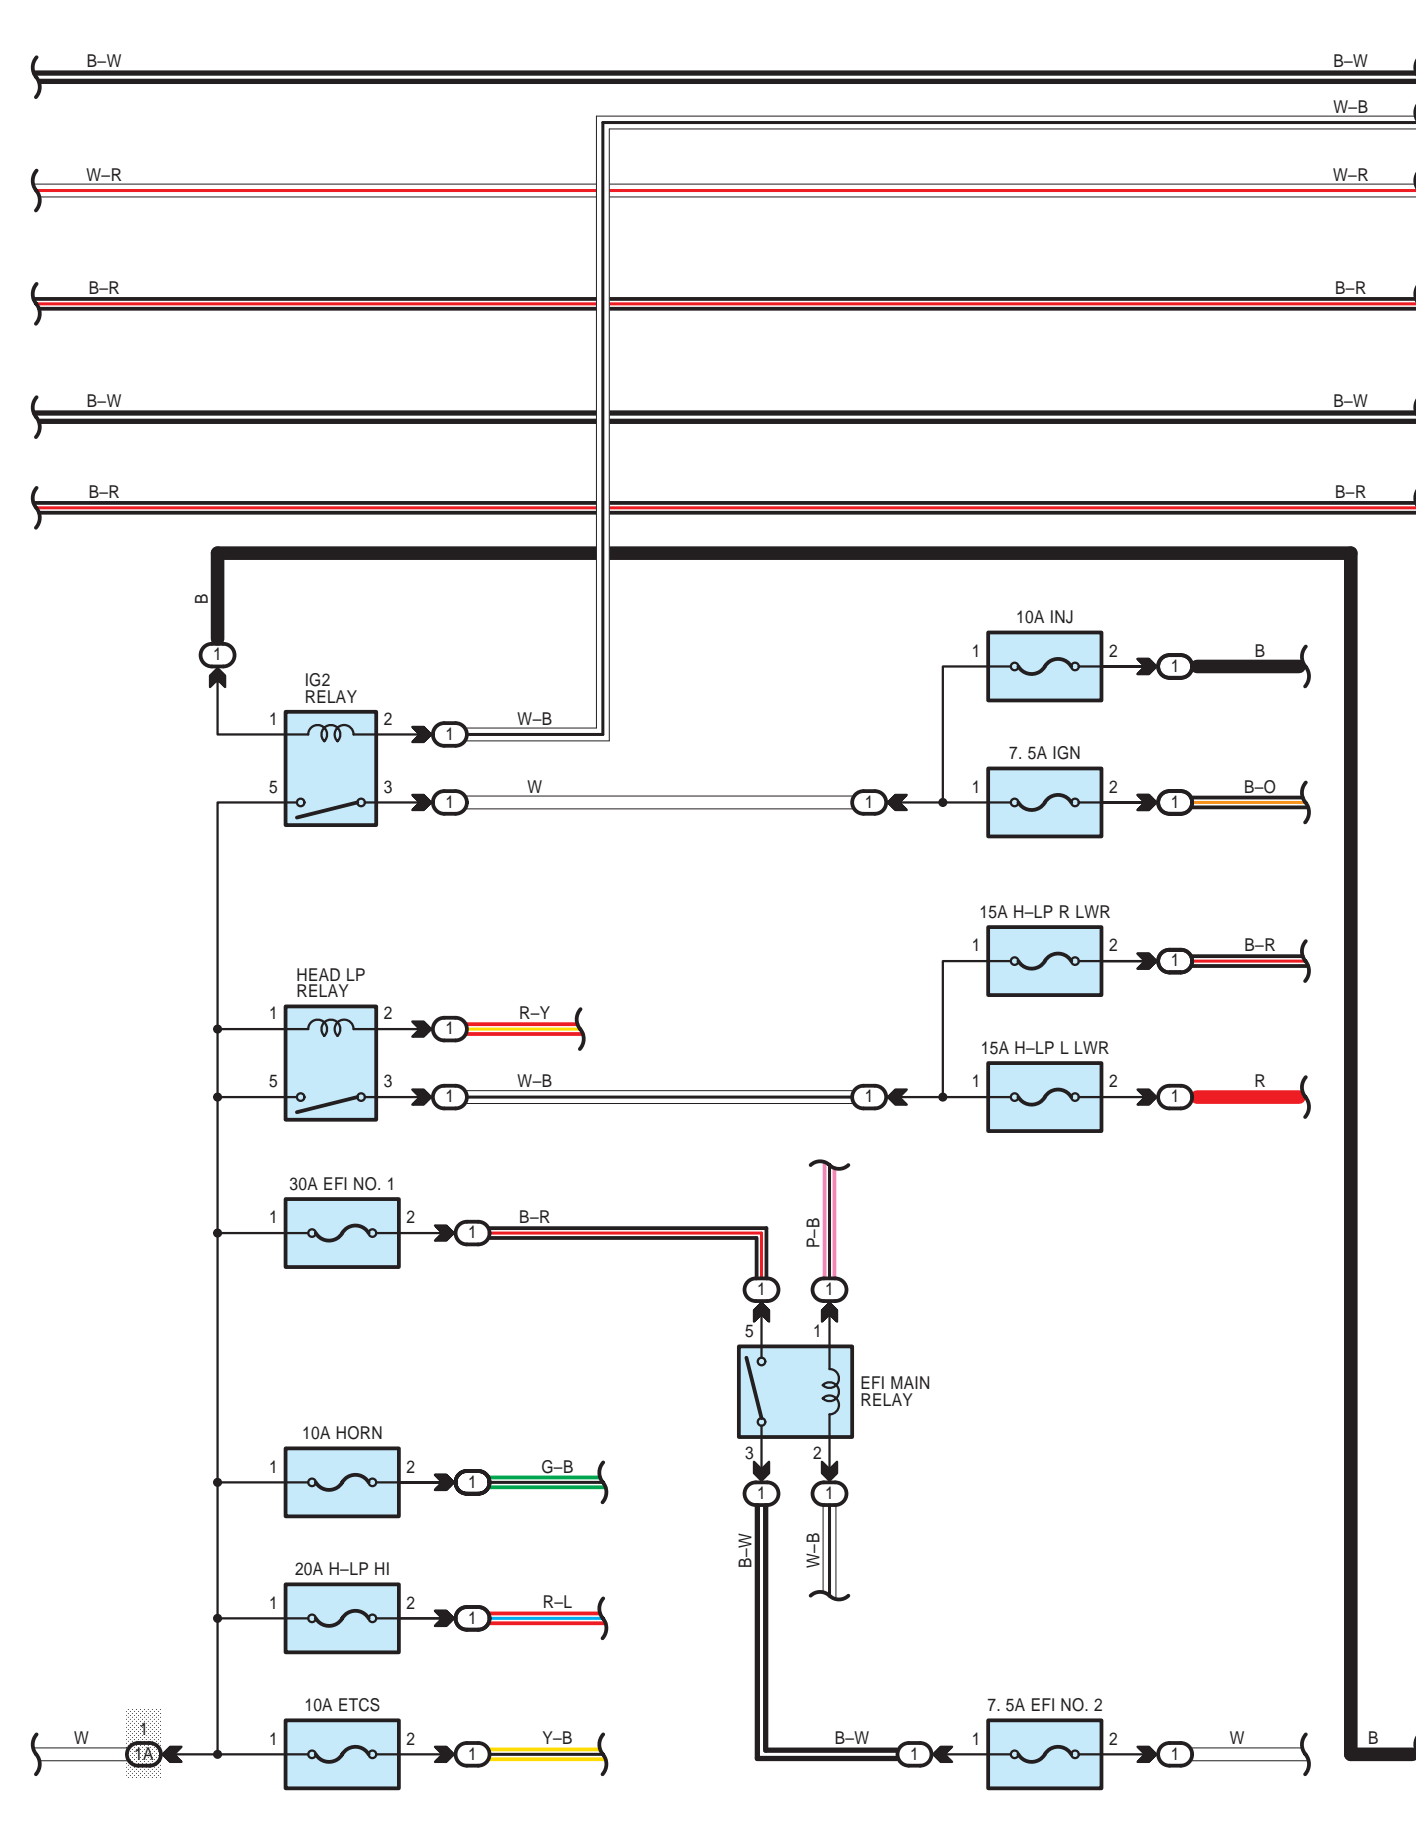 B–W B–W
W–B
W–R W–R
B–R B–R
B–W B–W
B–R B–R
B
1
10A INJ
1 2 1 B
IG2
RELAY
1 2 1 W–B
7. 5A IGN
5 3 1 W 1 1 2 1 B–O
15A H–LP R LWR
1 2 1 B–R
HEAD LP
RELAY
1 2 1 R–Y
15A H–LP L LWR
5 3 1 W–B 1 1 2 1 R
30A EFI NO. 1
1 2 1 B–R
P–B
1 1
5 1
EFI MAIN
RELAY
3 2
1 1
10A HORN
1 2 1 G–B
B–W W–B
20A H–LP HI
1 2 1 R–L
10A ETCS
1 2 1 Y–B
7. 5A EFI NO. 2
B–W 1 1 2 1 W
B
W
1
1A